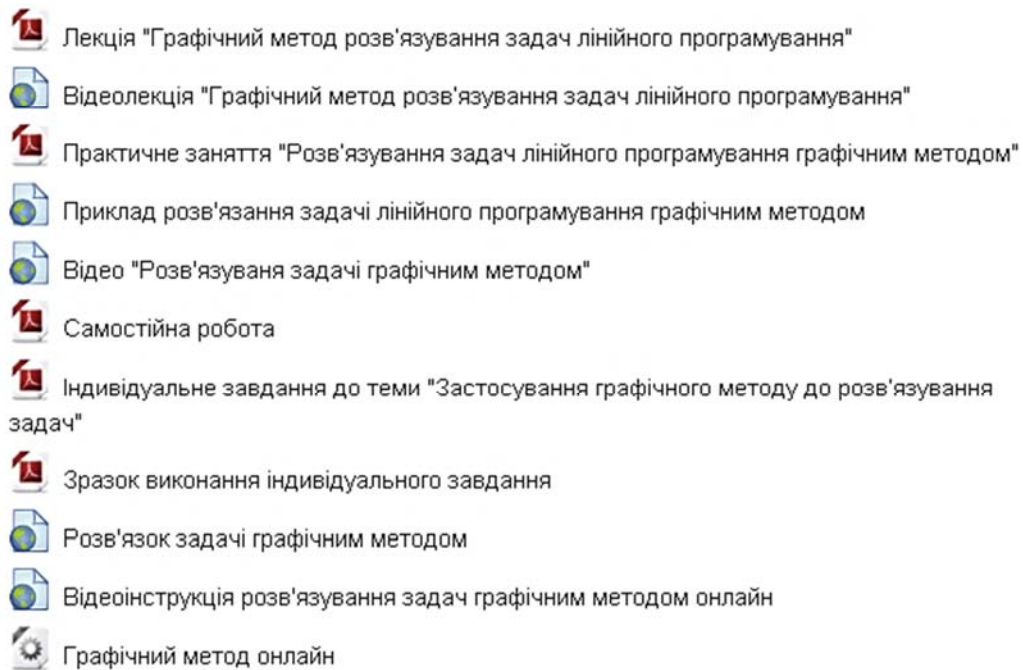 Лекція "Графічний метод розв'язування задач лінійного програмування"
Відеолекція "Графічний метод розв'язування задач лінійного програмування"
Практичне заняття "Розв'язування задач лінійного програмування графічним методом"
Приклад розв'язання задачі лінійного програмування графічним методом
Відео "Розв'язуваня задачі графічним методом"
Самостійна робота
Індивідуальне завдання до теми "Застосування графічного методу до розв'язування
задач"
Зразок виконання індивідуального завдання
Розв'язок задачі графічним методом
Відеоінструкція розв'язування задач графічним методом онлайн
Графічний метод онлайн